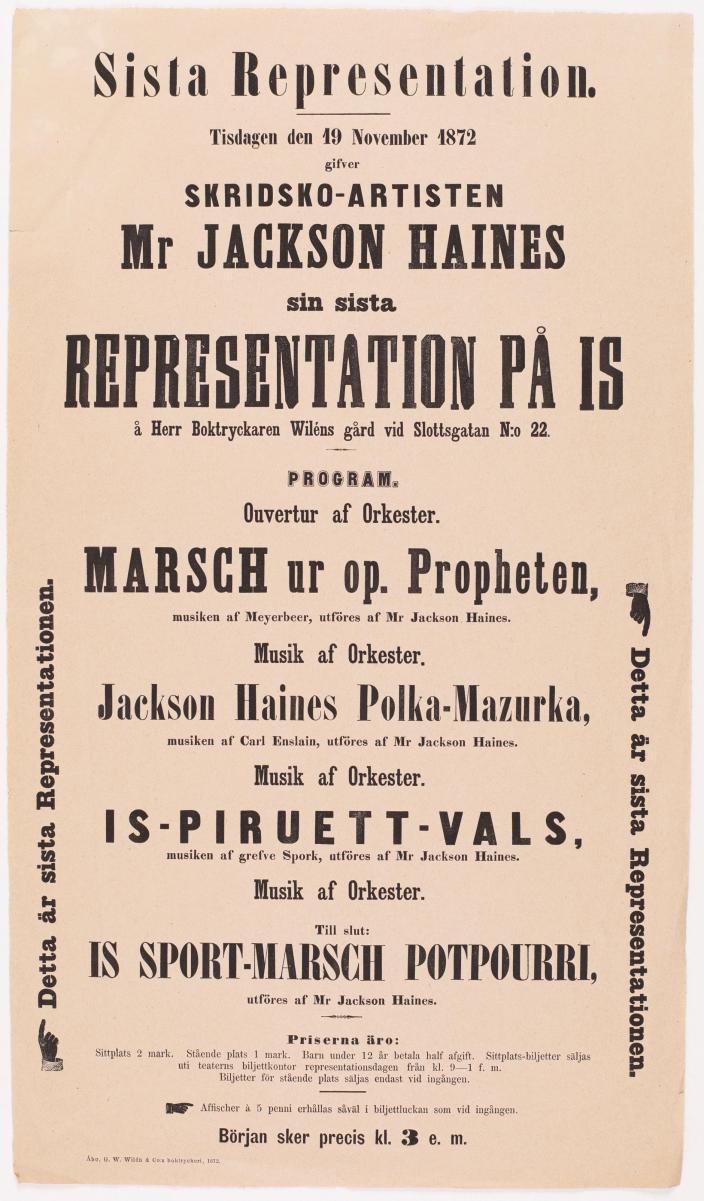 Sista Representation.
Tisdagen den 19 November 1872
gifver
SKRIDSKO-ARTISTEN
Mr JACKSON HAINES
sin sista
REPRESENTATION PÅ IS
å Herr Boktryckaren Wiléns gård vid Slottsgatan N:o 22.
PROGRAM.
Ouvertur af Orkester.
MARSCH ur op. Propheten,
musiken af Meyerbeer, utföres af Mr Jackson Haines.
Musik af Orkester.
Jackson Haines Polka-Mazurka,
musiken af Carl Enslain, utföres af Mr Jackson Haines.
Musik af Orkester.
IS-PIRUETT-VALS,
musiken af grefve Spork, utföres af Mr Jackson Haines.
Musik af Orkester.
Till slut:
IS SPORT-MARSCH POTPOURRI,
utföres af Mr Jackson Haines.
Priserna äro:
Sittplats 2 mark. Stående plats 1 mark. Barn under 12 år betala half afgift. Sittplats-biljetter säljas
uti teaterns biljettkontor representationsdagen från kl. 9—1 f. m.
Biljetter för stående plats säljas endast vid ingången.
Affischer à 5 penni erhållas såväl i biljettluckan som vid ingången.
Början sker precis kl. 3 e. m.
Åbo, G. W. Wilén & C:os boktryckeri, 1872.
Detta är sista Representationen.
Detta är sista Representationen.